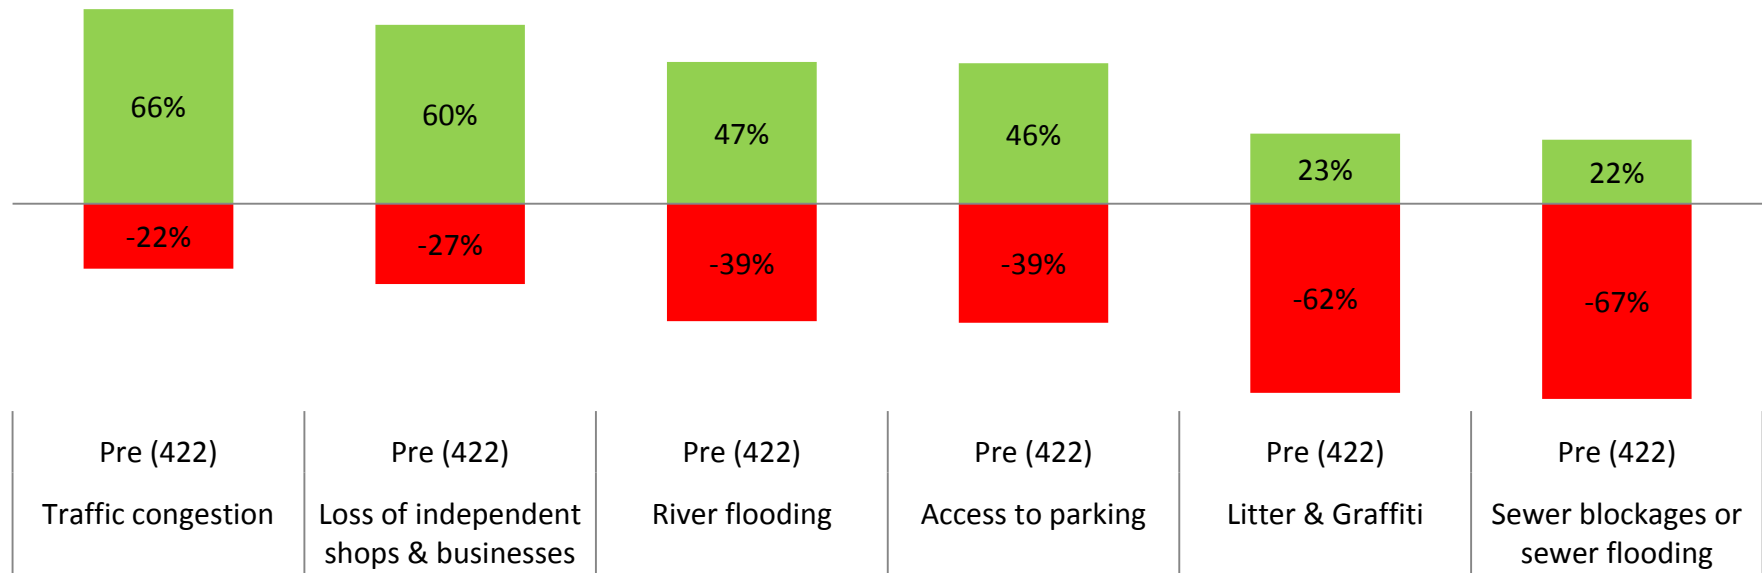 66%
60%
47%
46%
23%
22%
-22%
-27%
-39%
-39%
-62%
-67%
Pre (422)
Pre (422)
Pre (422)
Pre (422)
Pre (422)
Pre (422)
Traffic congestion
Loss of independent
shops & businesses
River flooding
Access to parking
Litter & Graffiti
Sewer blockages or
sewer flooding